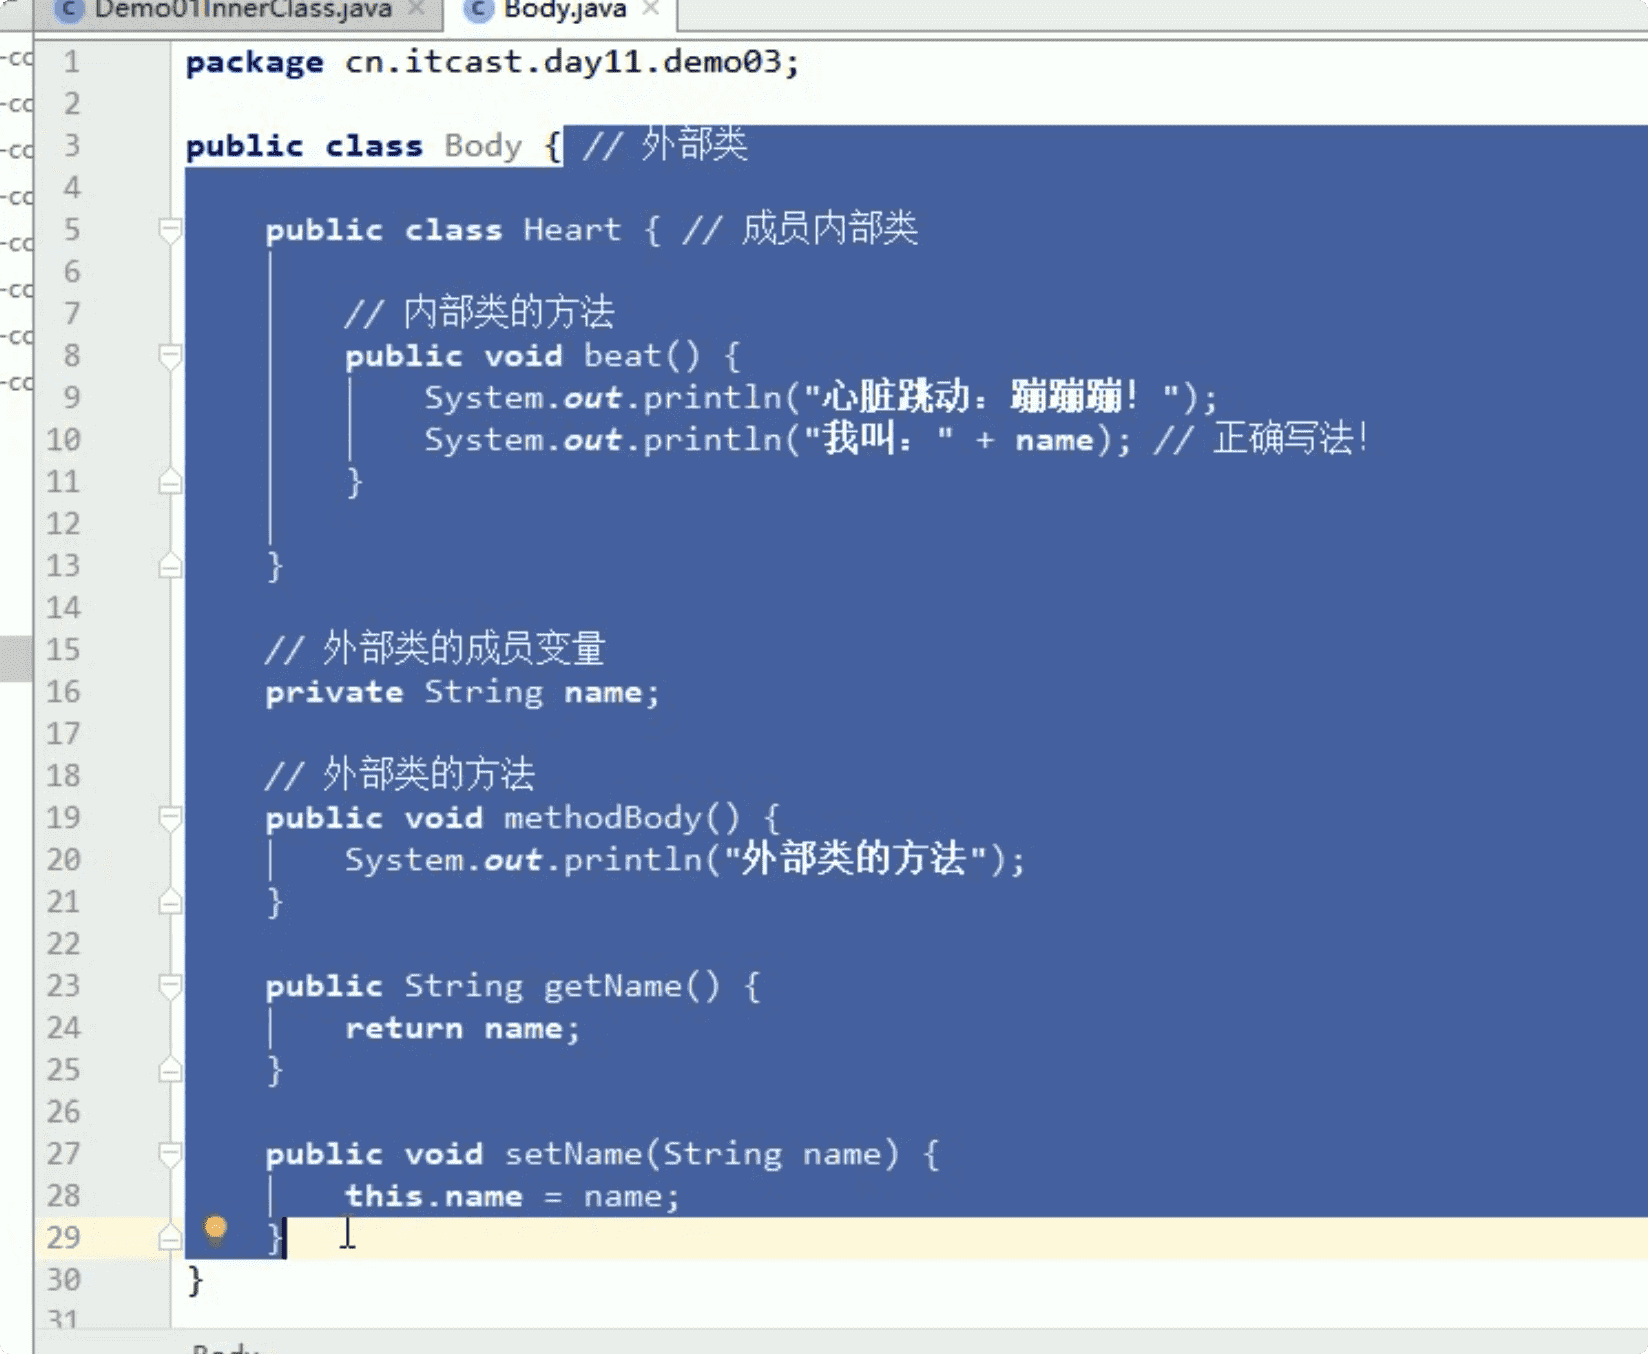 Demo01InnerClass.java
Body.java
1 package cn.itcast.day11.demo03;
2
3 public class Body { // 外部类
4
5 public class Heart { // 成员内部类
6
7 // 内部类的方法
8 public void beat() {
9 System.out.println("心脏跳动：蹦蹦蹦！");
10 System.out.println("我叫：" + name); // 正确写法！
11 }
12
13 }
14
15 // 外部类的成员变量
16 private String name;
17
18 // 外部类的方法
19 public void methodBody() {
20 System.out.println("外部类的方法");
21 }
22
23 public String getName() {
24 return name;
25 }
26
27 public void setName(String name) {
28 this.name = name;
29 }
30 }
31
Body